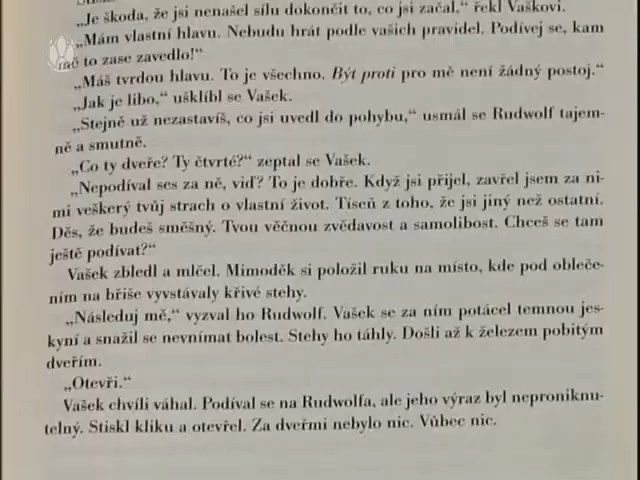 „Je škoda, že jsi nenašel sílu dokončit to, co jsi začal,“ řekl Vaškovi.
„Mám vlastní hlavu. Nebudu hrát podle vašich pravidel. Podívej se, kam
mě to zase zavedlo!“
„Máš tvrdou hlavu. To je všechno. Být proti pro mě není žádný postoj.“
„Jak je libo,“ ušklíbl se Vašek.
„Stejně už nezastavíš, co jsi uvedl do pohybu,“ usmál se Rudwolf tajem-
ně a smutně.
„Co ty dveře? Ty čtvrté?“ zeptal se Vašek.
„Nepodíval ses za ně, viď? To je dobře. Když jsi přijel, zavřel jsem za ni-
mi veškerý tvůj strach o vlastní život. Tíseň z toho, že jsi jiný než ostatní.
Děs, že budeš směšný. Tvou věčnou zvědavost a samolibost. Chceš se tam
ještě podívat?“
Vašek zbledl a mlčel. Mimoděk si položil ruku na místo, kde pod obleče-
ním na břiše vyvstávaly křivé stehy.
„Následuj mě,“ vyzval ho Rudwolf. Vašek se za ním potácel temnou jes-
kyní a snažil se nevnímat bolest. Stehy ho táhly. Došli až k železem pobitým
dveřím.
„Otevři.“
Vašek chvíli váhal. Podíval se na Rudwolfa, ale jeho výraz byl neproniknu-
telný. Stiskl kliku a otevřel. Za dveřmi nebylo nic. Vůbec nic.